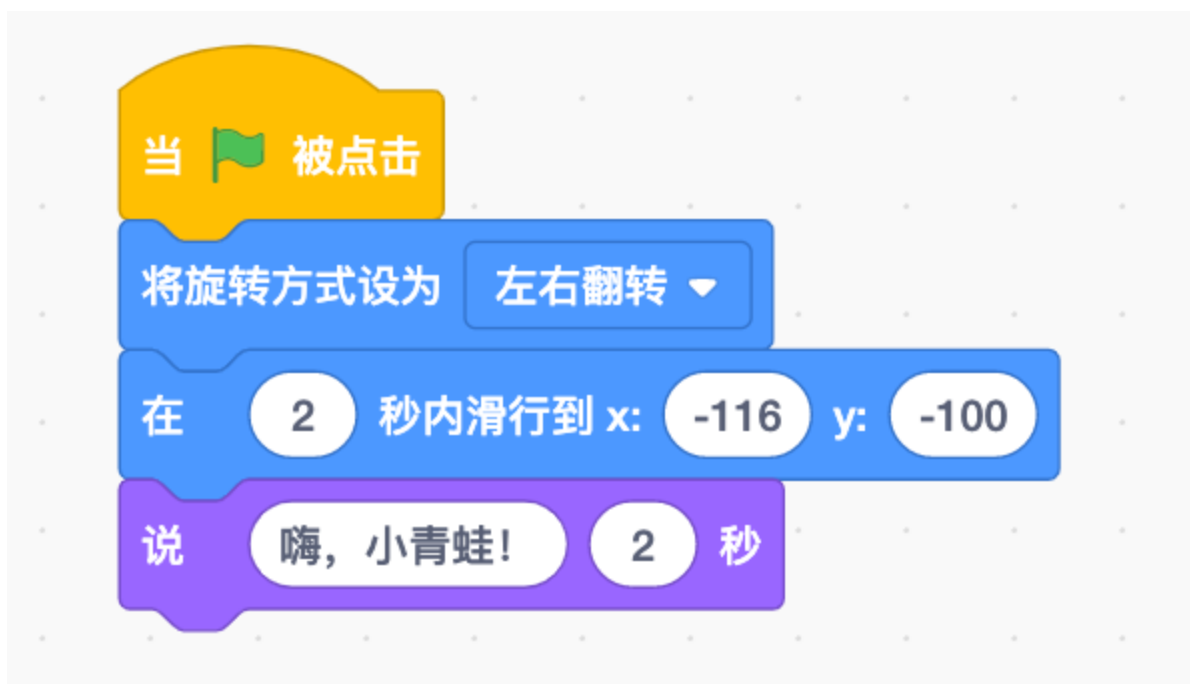 当 被点击
将旋转方式设为 左右翻转
在 2 秒内滑行到 x: -116 y: -100
说 嗨，小青蛙！ 2 秒